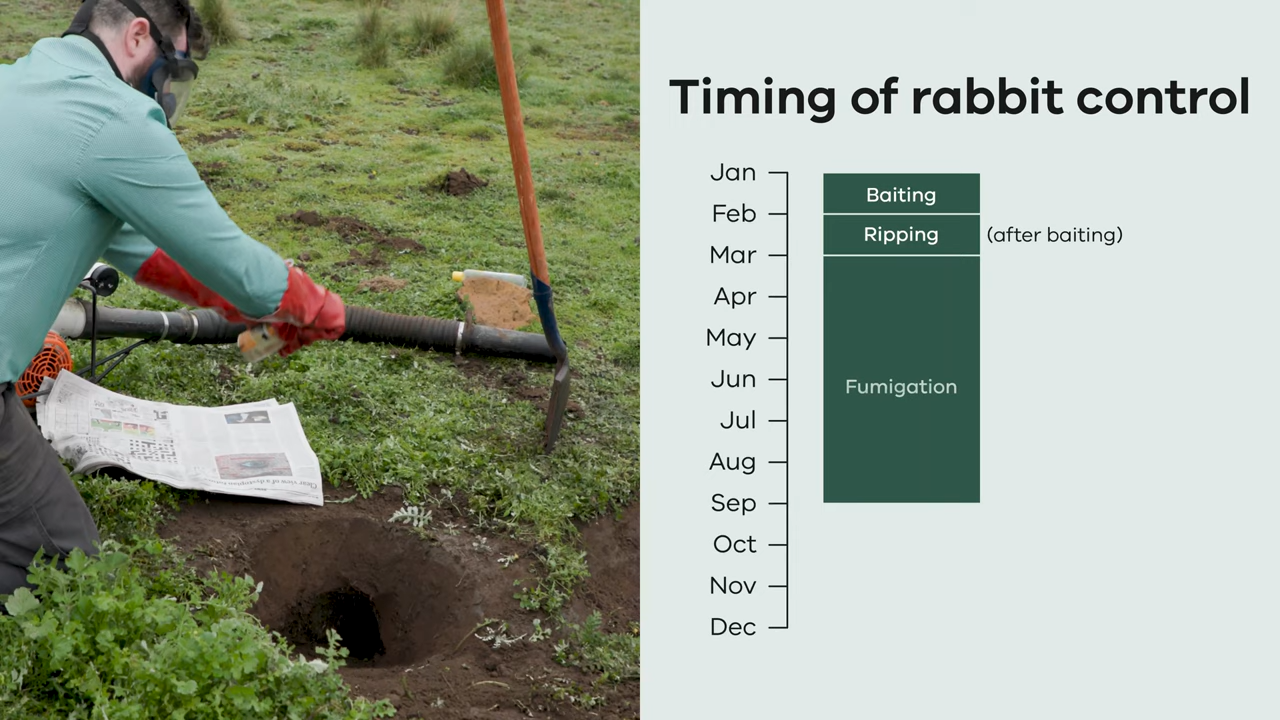 Timing of rabbit control
Jan
Feb
Mar
Apr
May
Jun
Jul
Aug
Sep
Oct
Nov
Dec
Baiting
Ripping
(after baiting)
Fumigation